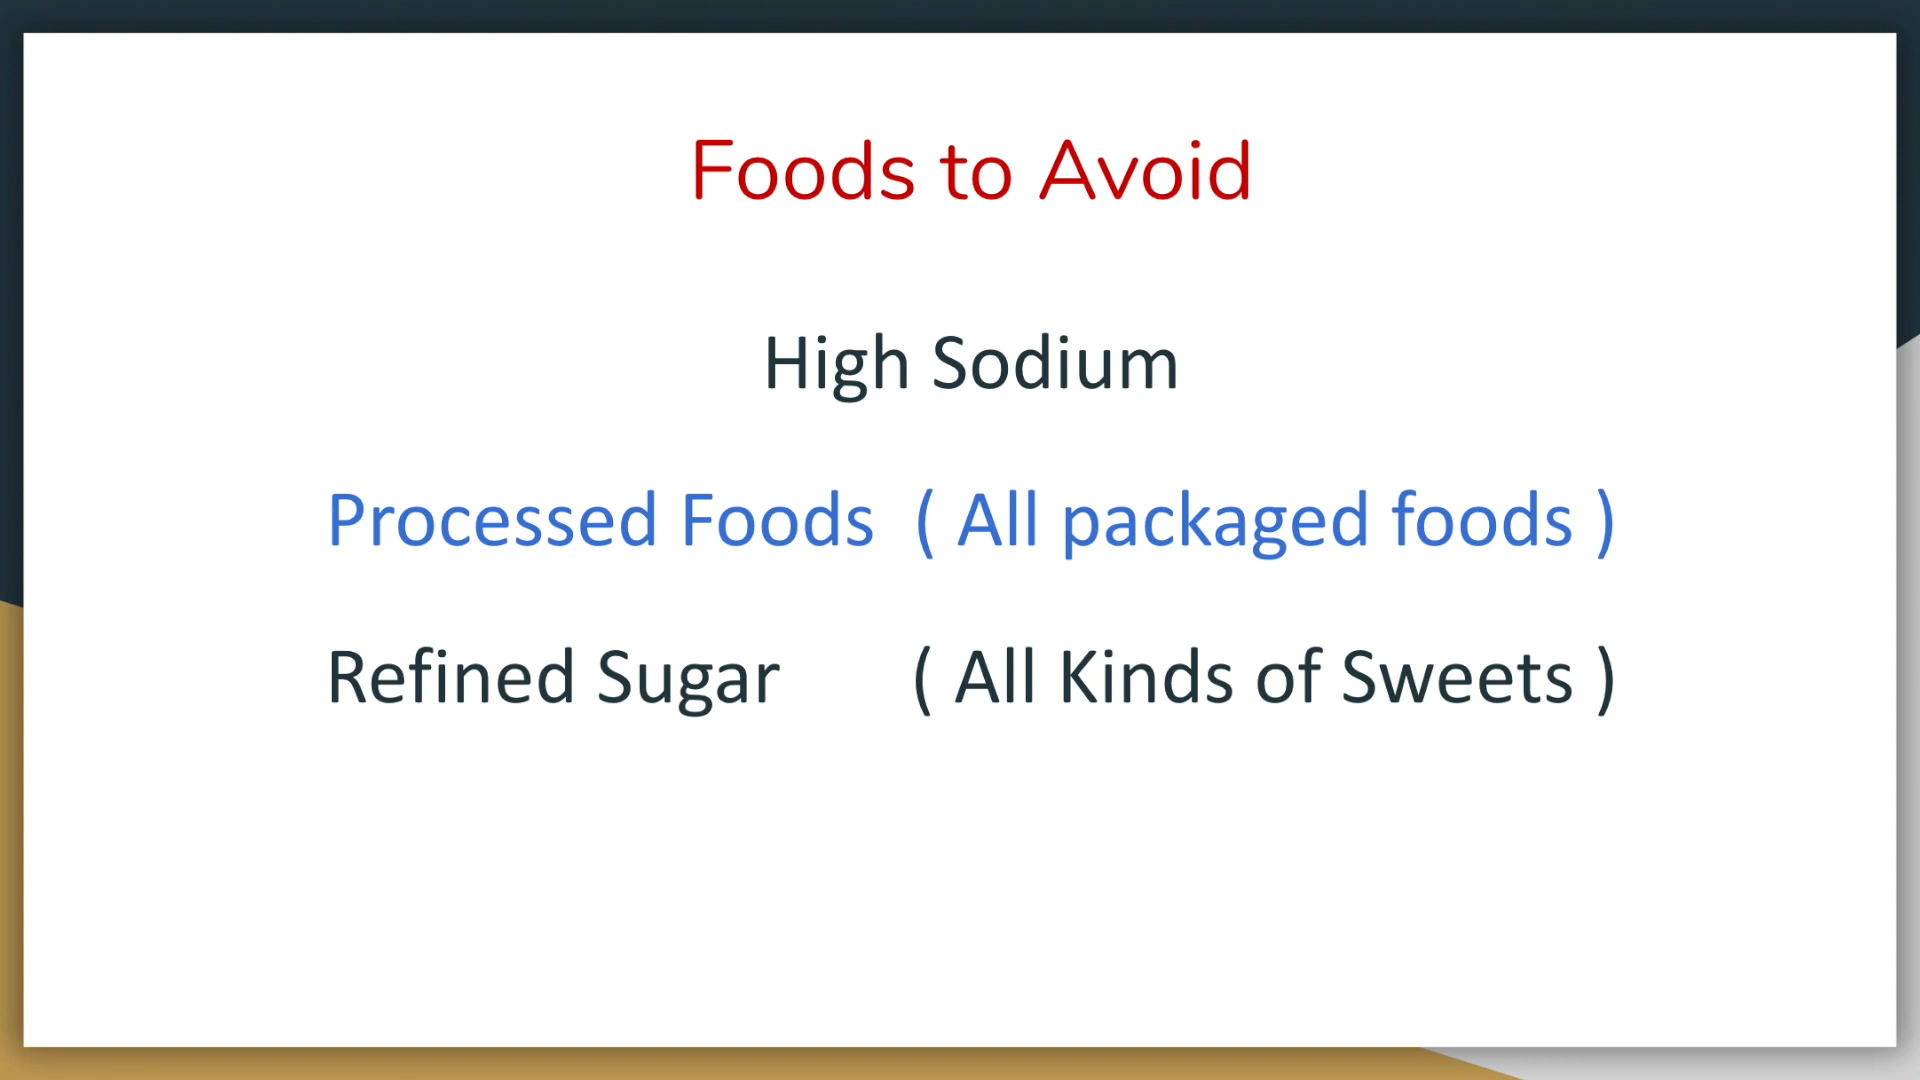 Foods to Avoid
High Sodium
Processed Foods ( All packaged foods )
Refined Sugar ( All Kinds of Sweets )